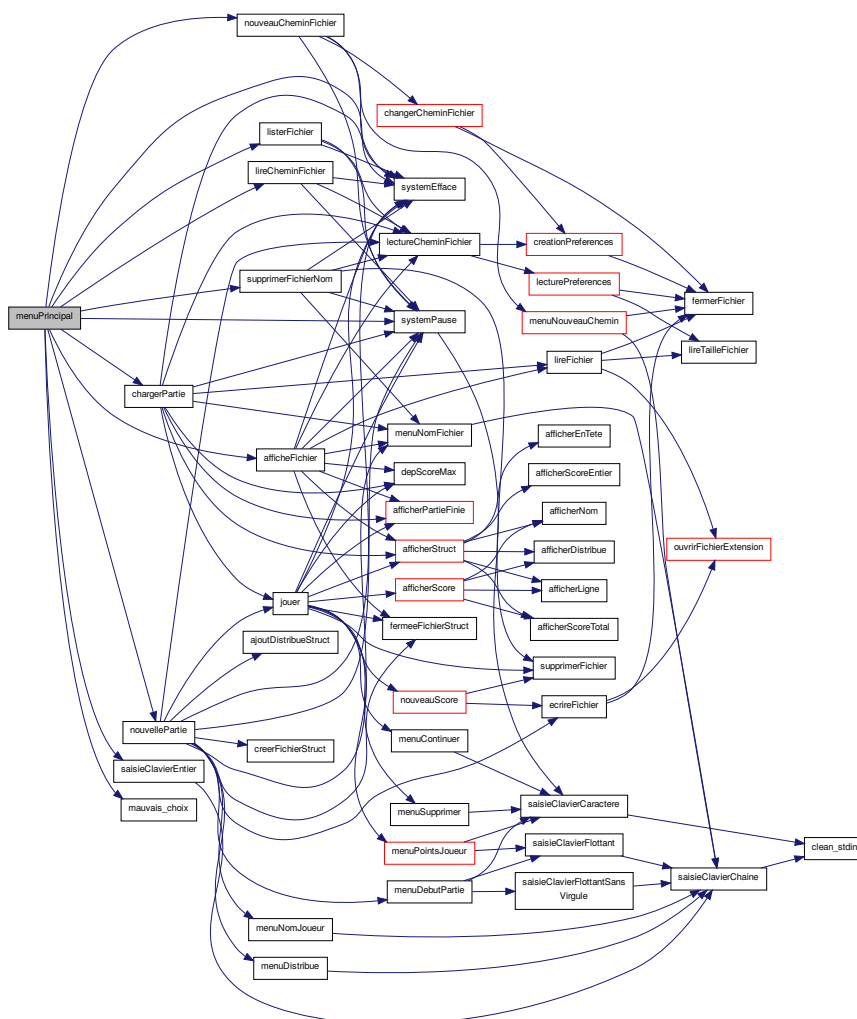 nouveauCheminFichier
changerCheminFichier
listerFichier
lireCheminFichier
systemEfface
lectureCheminFichier
creationPreferences
supprimerFichierNom
lecturePreferences
fermerFichier
menuPrincipal
systemPause
menuNouveauChemin
lireFichier
lireTailleFichier
chargerPartie
menuNomFichier
afficherEnTete
afficheFichier
depScoreMax
afficherScoreEntier
afficherPartieFinie
afficherNom
afficherStruct
afficherDistribue
ouvrirFichierExtension
afficherScore
afficherLigne
jouer
fermeeFichierStruct
afficherScoreTotal
ajoutDistribueStruct
supprimerFichier
nouveauScore
ecrireFichier
nouvellePartie
menuContinuer
creerFichierStruct
saisieClavierEntier
mauvais_choix
menuSupprimer
saisieClavierCaractere
menuPointsJoueur
saisieClavierFlottant
clean_stdin
menuDebutPartie
saisieClavierFlottantSans
Virgule
saisieClavierChaine
menuNomJoueur
menuDistribue